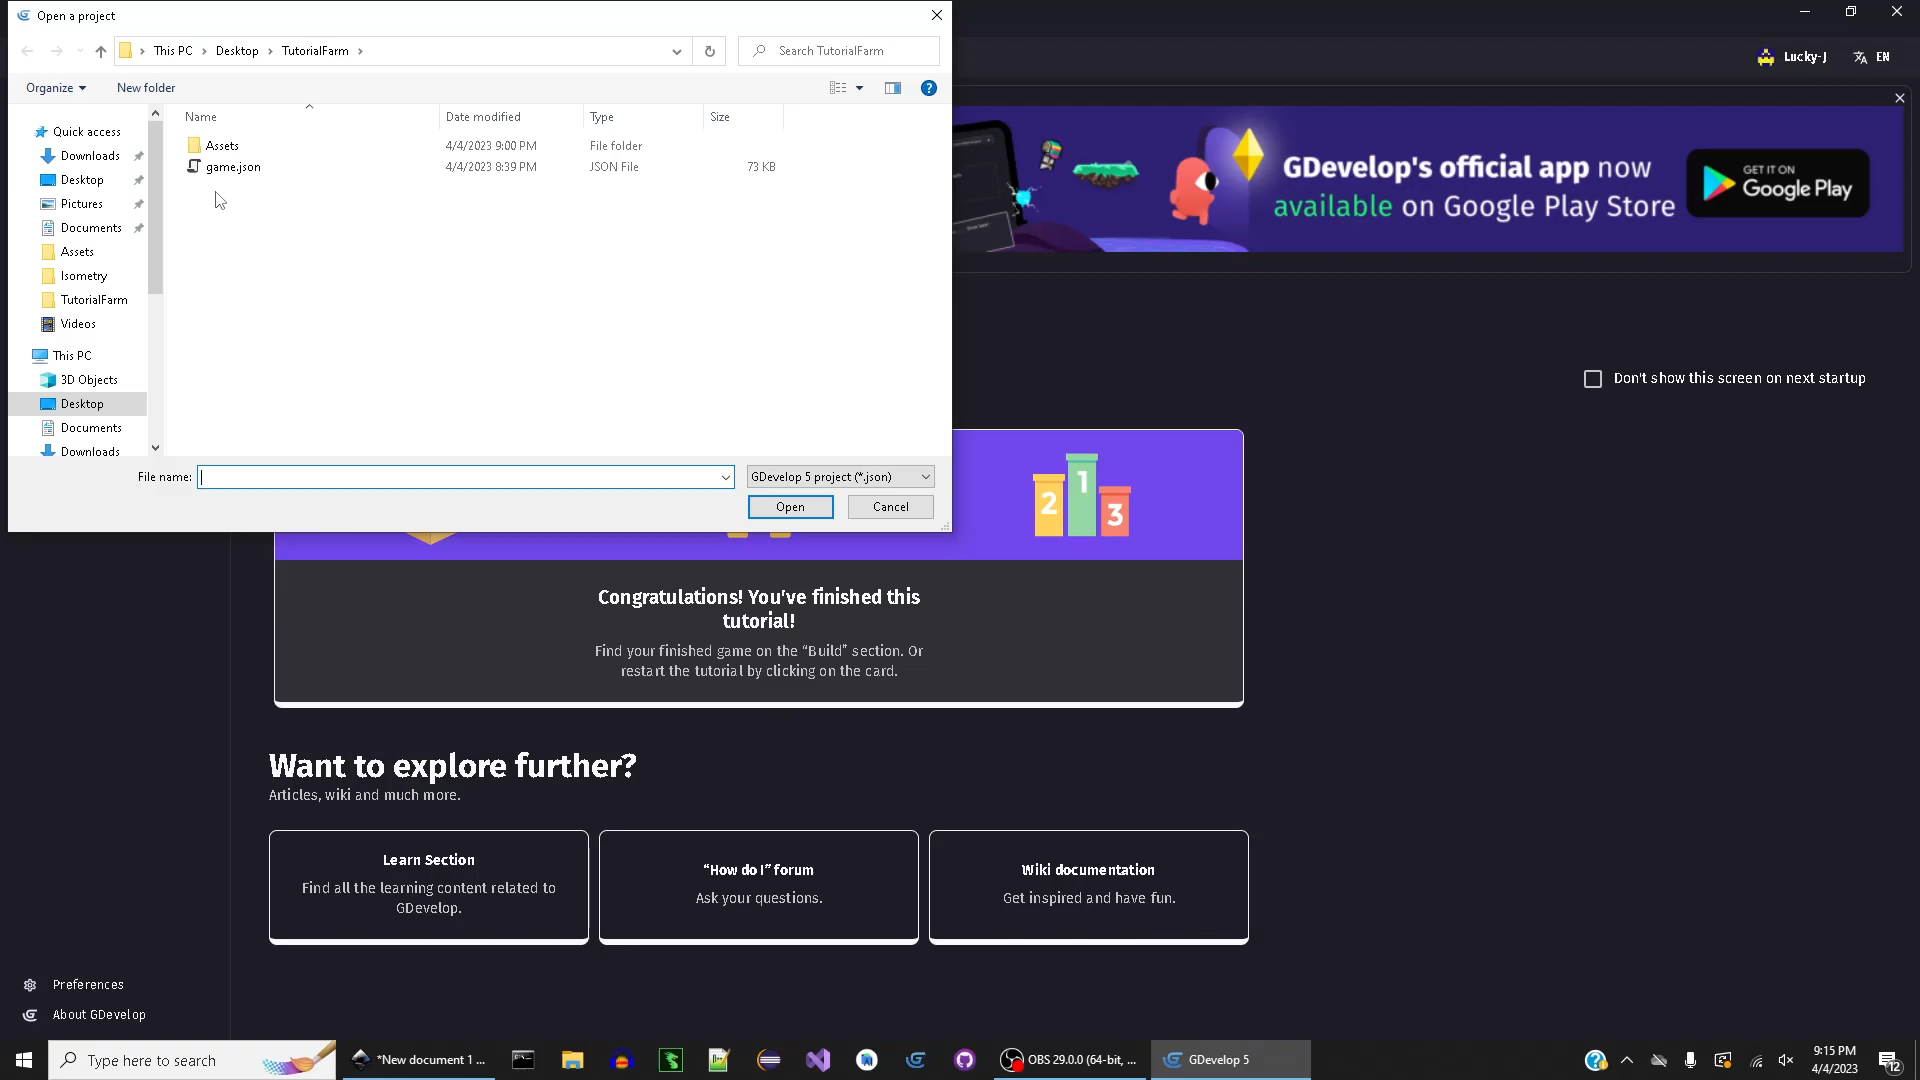 Open a project
This PC > Desktop > TutorialFarm >
Search TutorialFarm
Organize
New folder
Name
Date modified
Type
Size
Assets
4/4/2023 9:00 PM
File folder
game.json
4/4/2023 8:39 PM
JSON File
73 KB
Quick access
Downloads
Desktop
Pictures
Documents
Assets
Isometry
TutorialFarm
Videos
This PC
3D Objects
Desktop
Documents
Downloads
File name:
GDevelop 5 project (*.json)
Open
Cancel
Lucky-J
EN
GDevelop's official app now
available on Google Play Store
GET IT ON
Google Play
Don't show this screen on next startup
2
1
3
Congratulations! You've finished this
tutorial!
Find your finished game on the “Build” section. Or
restart the tutorial by clicking on the card.
Want to explore further?
Articles, wiki and much more.
Learn Section
Find all the learning content related to
GDevelop.
“How do I” forum
Ask your questions.
Wiki documentation
Get inspired and have fun.
Preferences
About GDevelop
Type here to search
*New document 1 ...
OBS 29.0.0 (64-bit, ...
GDevelop 5
9:15 PM
4/4/2023
12